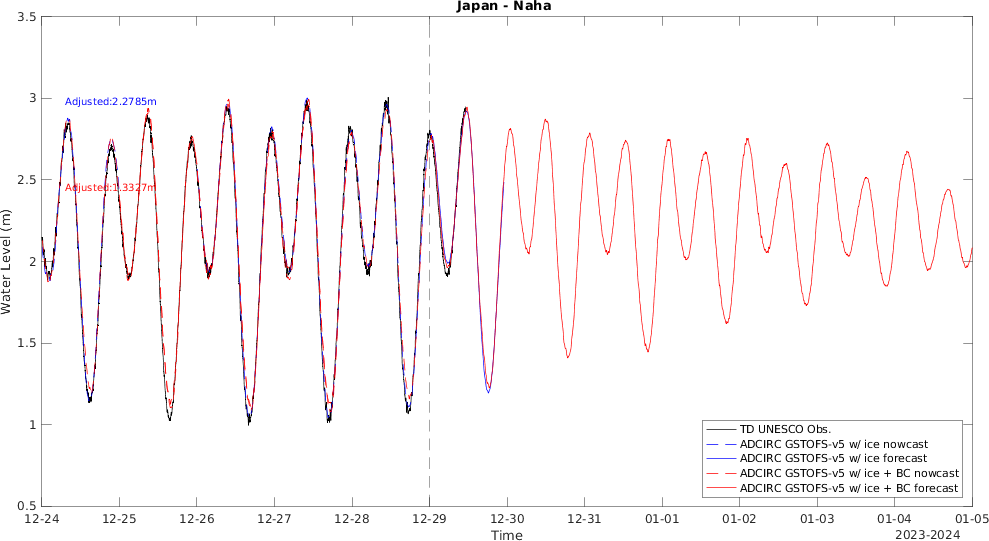 Japan - Naha
3.5
3
2.5
2
1.5
1
0.5
Water Level (m)
Adjusted:2.2785m
Adjusted:1.3327m
TD UNESCO Obs.
ADCIRC GSTOFS-v5 w/ ice nowcast
ADCIRC GSTOFS-v5 w/ ice forecast
ADCIRC GSTOFS-v5 w/ ice + BC nowcast
ADCIRC GSTOFS-v5 w/ ice + BC forecast
12-24 12-25 12-26 12-27 12-28 12-29 12-30 12-31 01-01 01-02 01-03 01-04 01-05
Time
2023-2024